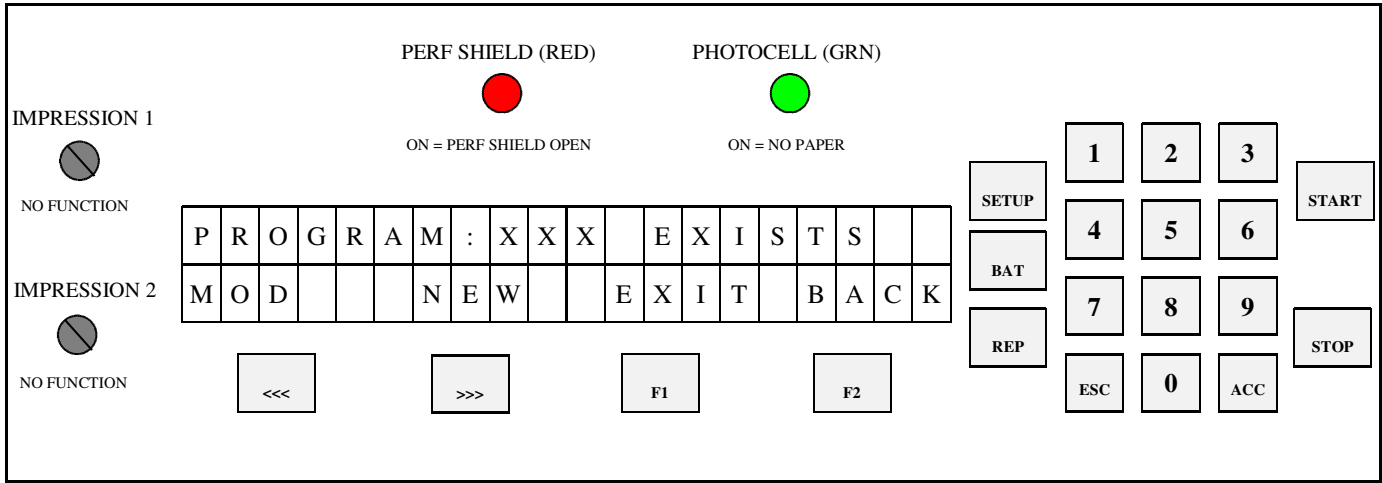 PERF SHIELD (RED)
PHOTOCELL (GRN)
ON = PERF SHIELD OPEN
ON = NO PAPER
IMPRESSION 1
NO FUNCTION
IMPRESSION 2
NO FUNCTION
PROGRAM:XXX EXISTS
MOD NEW EXIT BACK
<<<
>>>
F1
F2
SETUP
BAT
REP
1 2 3
4 5 6
7 8 9
ESC 0 ACC
START
STOP